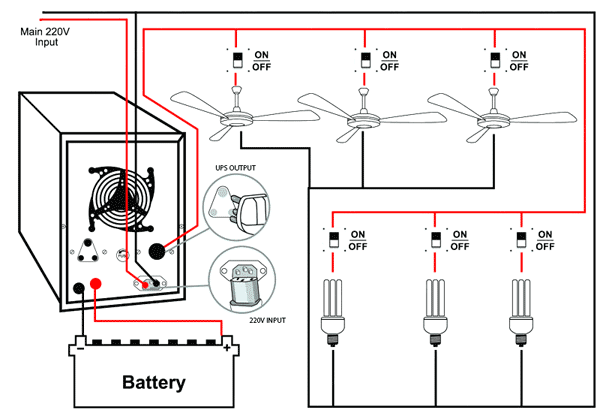 Main 220V
Input
ON
OFF
ON
OFF
ON
OFF
UPS OUTPUT
ON
OFF
ON
OFF
ON
OFF
220V INPUT
−
+
Battery